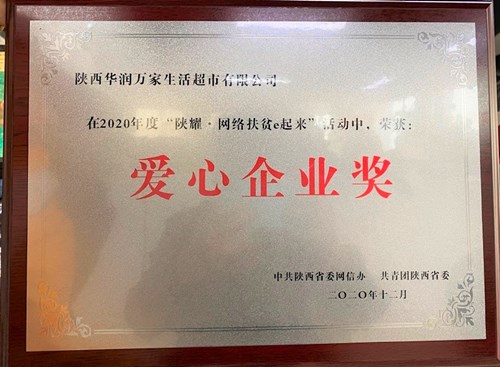 陕西华润万家生活超市有限公司
在2020年度“陕耀·网络扶贫e起来”活动中，荣获：
爱心企业奖
中共陕西省委网信办 共青团陕西省委
二〇二〇年十二月